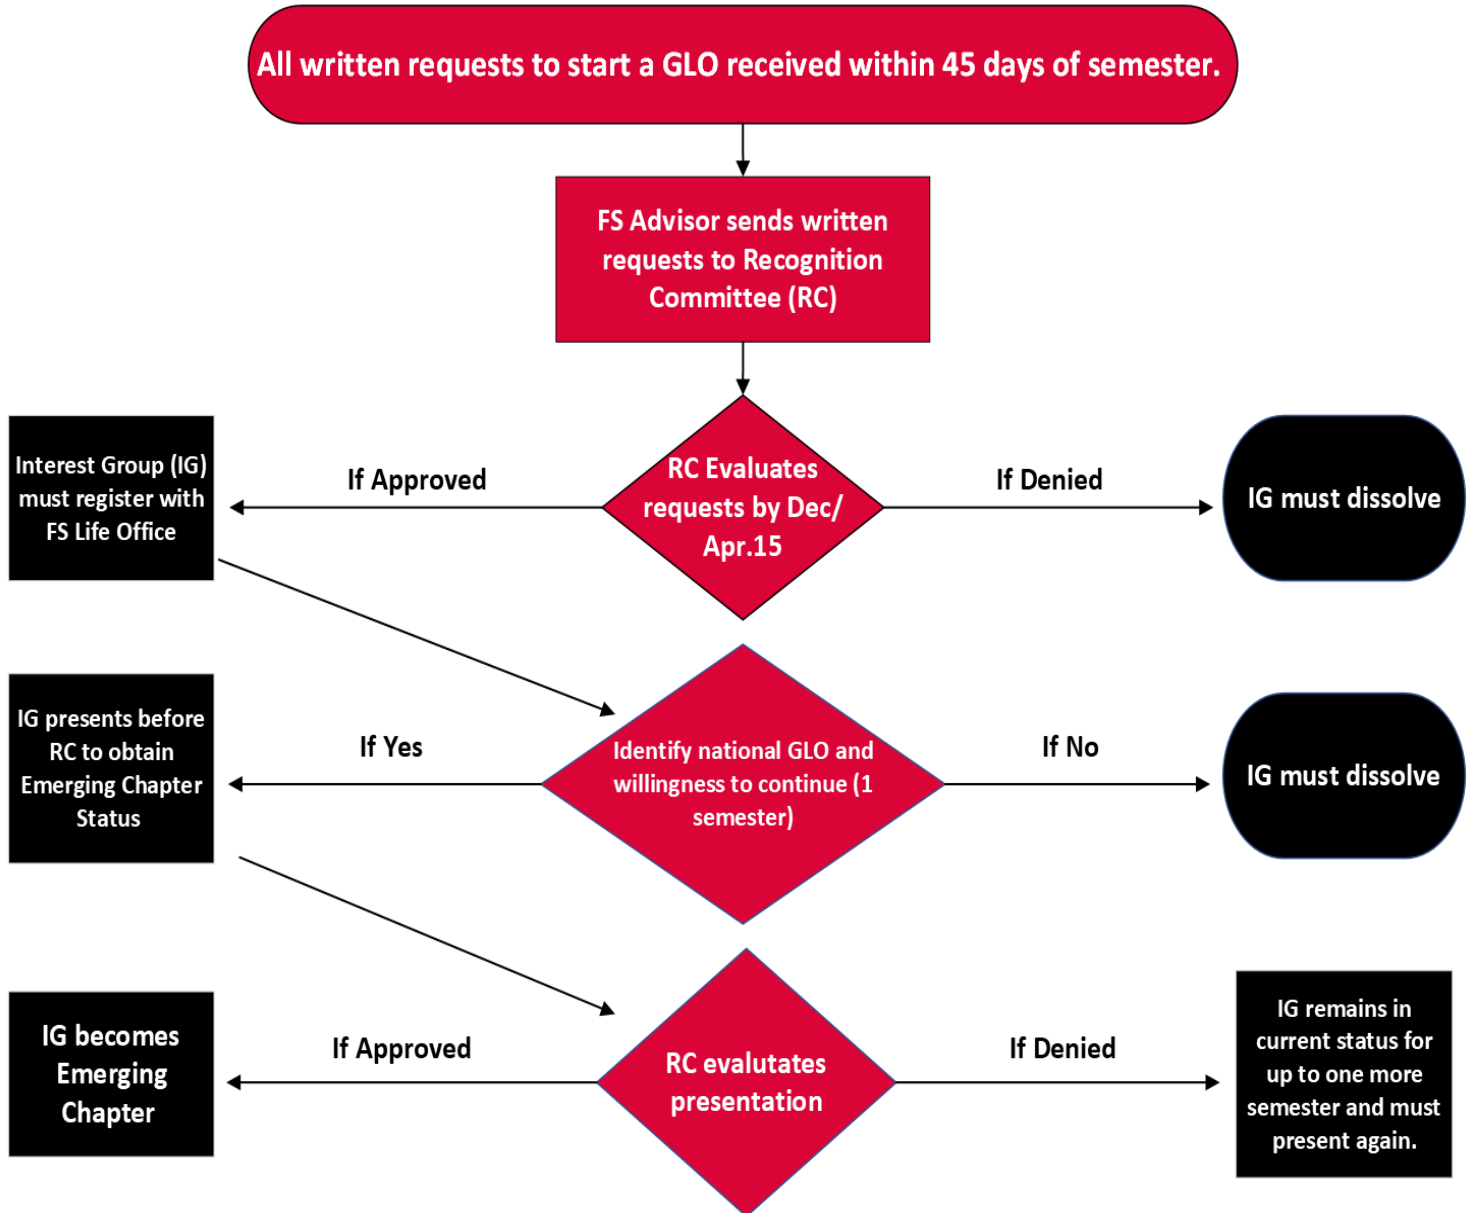 All written requests to start a GLO received within 45 days of semester.
FS Advisor sends written
requests to Recognition
Committee (RC)
Interest Group (IG)
must register with
FS Life Office
If Approved
RC Evaluates
requests by Dec/
Apr.15
If Denied
IG must dissolve
IG presents before
RC to obtain
Emerging Chapter
Status
If Yes
Identify national GLO and
willingness to continue (1
semester)
If No
IG must dissolve
IG becomes
Emerging
Chapter
If Approved
RC evalutates
presentation
If Denied
IG remains in
current status for
up to one more
semester and must
present again.